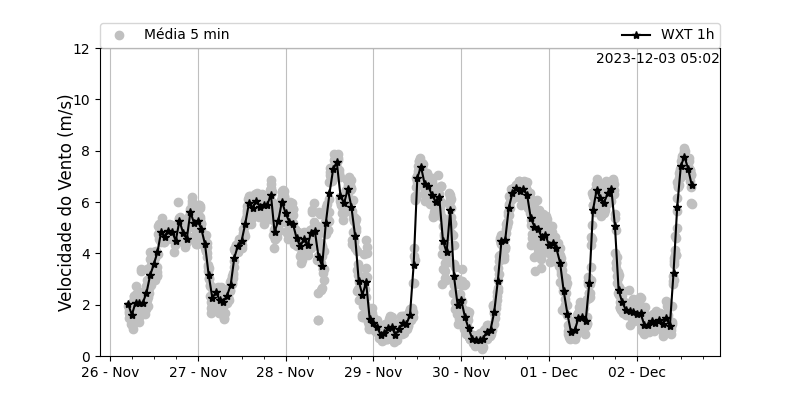 Média 5 min
WXT 1h
2023-12-03 05:02
Velocidade do Vento (m/s)
12
10
8
6
4
2
0
26 - Nov
27 - Nov
28 - Nov
29 - Nov
30 - Nov
01 - Dec
02 - Dec